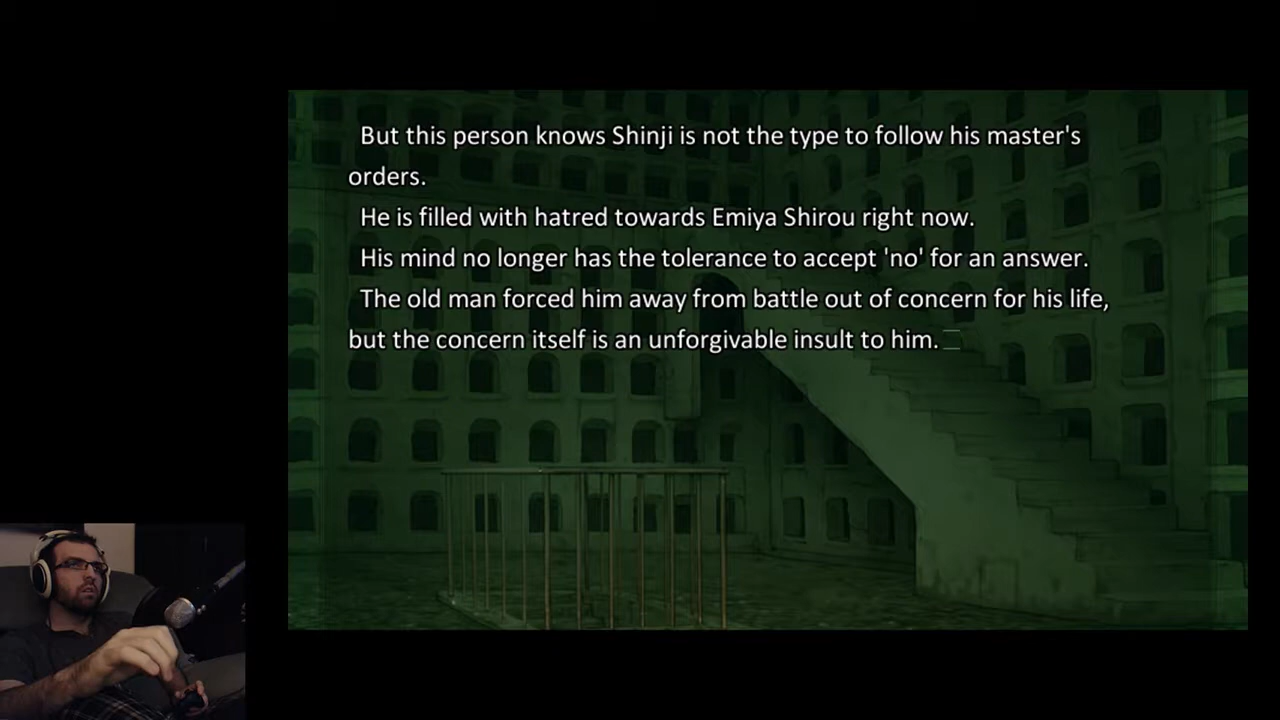 But this person knows Shinji is not the type to follow his master's
orders.
He is filled with hatred towards Emiya Shirou right now.
His mind no longer has the tolerance to accept 'no' for an answer.
The old man forced him away from battle out of concern for his life,
but the concern itself is an unforgivable insult to him.